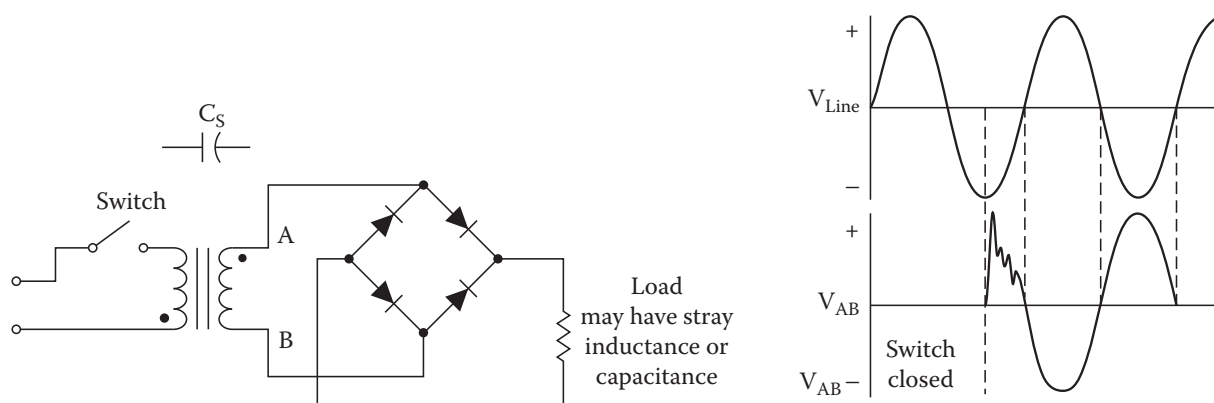 C_S
Switch
A
B
Load
may have stray
inductance or
capacitance
+
V_Line
−
+
V_AB
V_AB −
Switch
closed